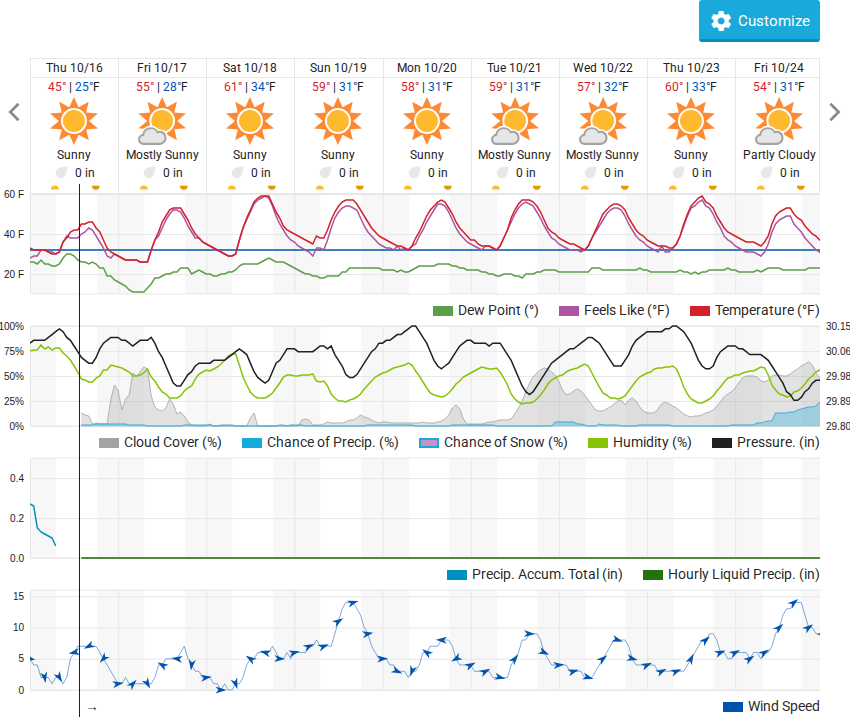 Customize
Thu 10/16 Fri 10/17 Sat 10/18 Sun 10/19 Mon 10/20 Tue 10/21 Wed 10/22 Thu 10/23 Fri 10/24
45° | 25°F 55° | 28°F 61° | 34°F 59° | 31°F 58° | 31°F 59° | 31°F 57° | 32°F 60° | 33°F 54° | 31°F
Sunny Mostly Sunny Sunny Sunny Sunny Mostly Sunny Mostly Sunny Sunny Partly Cloudy
0 in 0 in 0 in 0 in 0 in 0 in 0 in 0 in 0 in
60 F
40 F
20 F
Dew Point (°) Feels Like (°F) Temperature (°F)
100% 30.15
75% 30.06
50% 29.98
25% 29.89
0% 29.80
Cloud Cover (%) Chance of Precip. (%) Chance of Snow (%) Humidity (%) Pressure. (in)
0.4
0.2
0.0
Precip. Accum. Total (in) Hourly Liquid Precip. (in)
15
10
5
0
→ Wind Speed